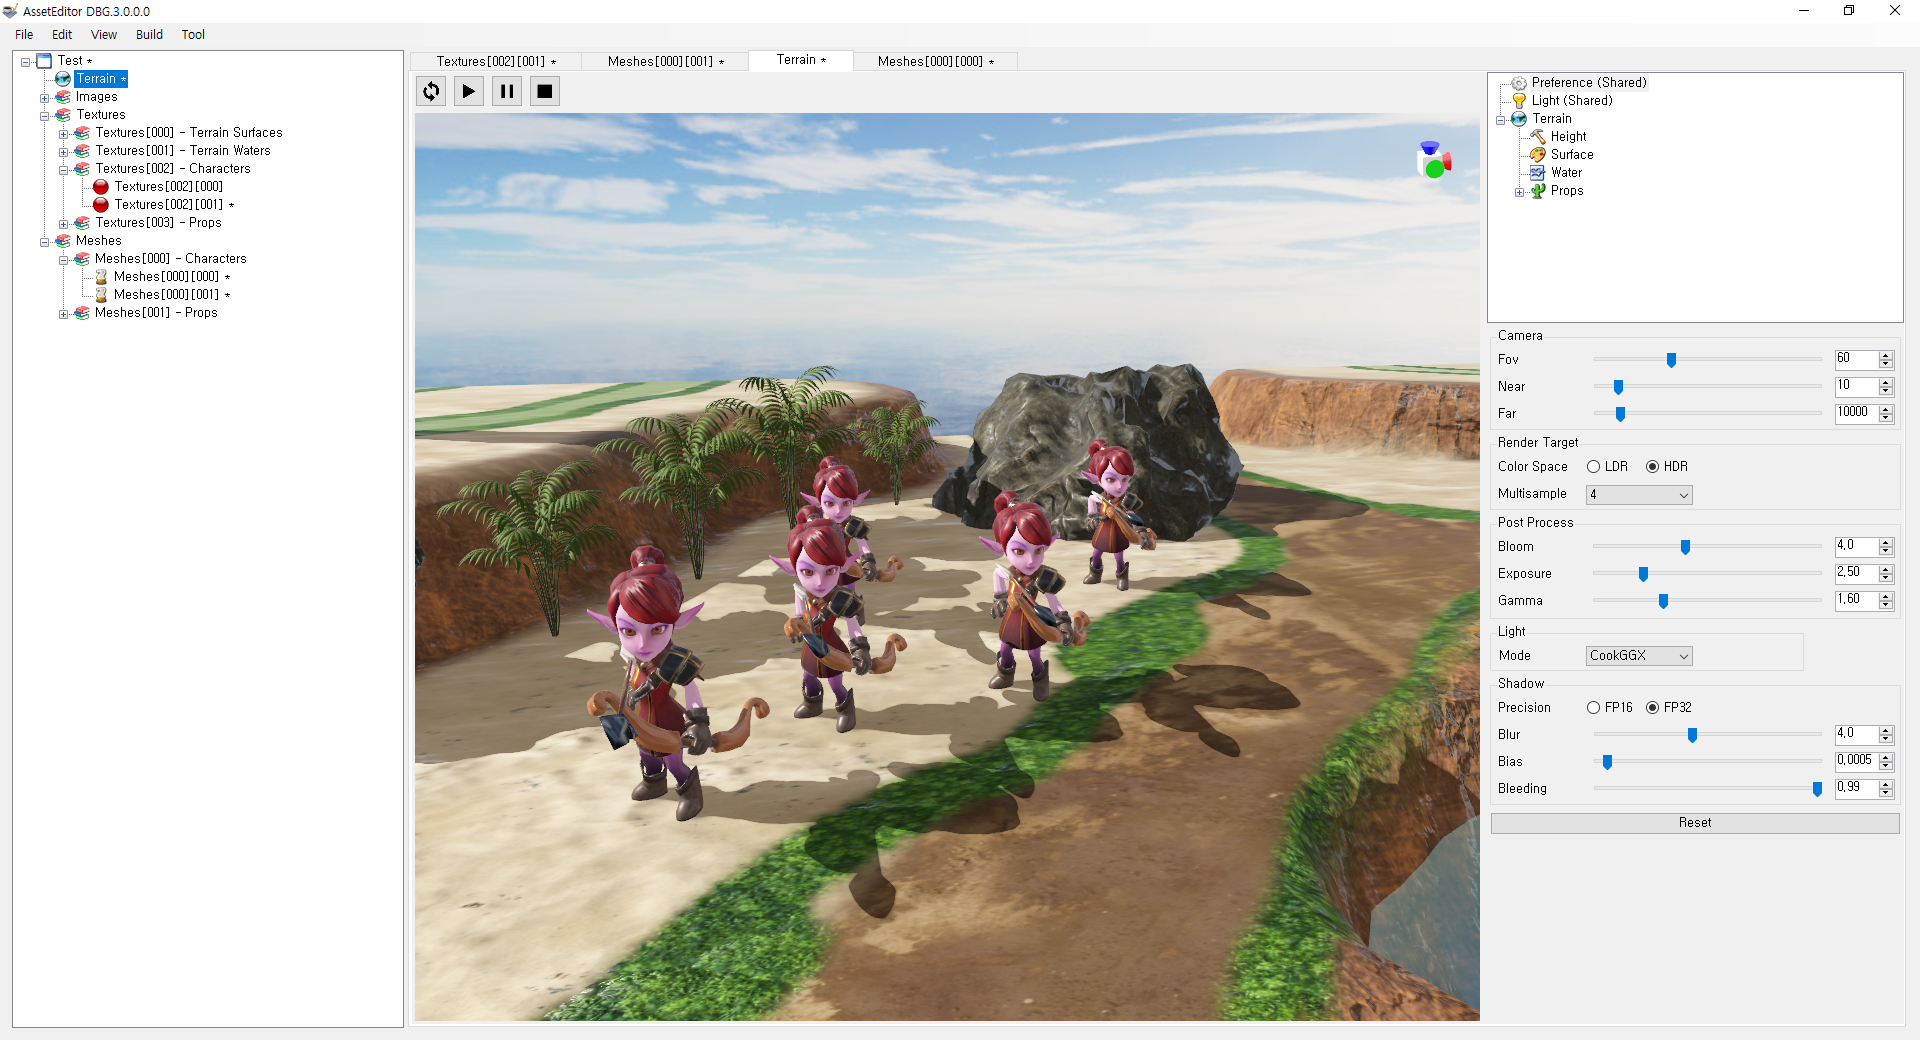 AssetEditor DBG.3.0.0.0
File Edit View Build Tool
Test *
Terrain *
Images
Textures
Textures[000] - Terrain Surfaces
Textures[001] - Terrain Waters
Textures[002] - Characters
Textures[002][000]
Textures[002][001] *
Textures[003] - Props
Meshes
Meshes[000] - Characters
Meshes[000][000] *
Meshes[000][001] *
Meshes[001] - Props
Textures[002][001] * Meshes[000][001] * Terrain * Meshes[000][000] *
Preference (Shared)
Light (Shared)
Terrain
Height
Surface
Water
Props
Camera
Fov 60
Near 10
Far 10000
Render Target
Color Space LDR HDR
Multisample 4
Post Process
Bloom 4.0
Exposure 2.50
Gamma 1.60
Light
Mode CookGGX
Shadow
Precision FP16 FP32
Blur 4.0
Bias 0.0005
Bleeding 0.99
Reset